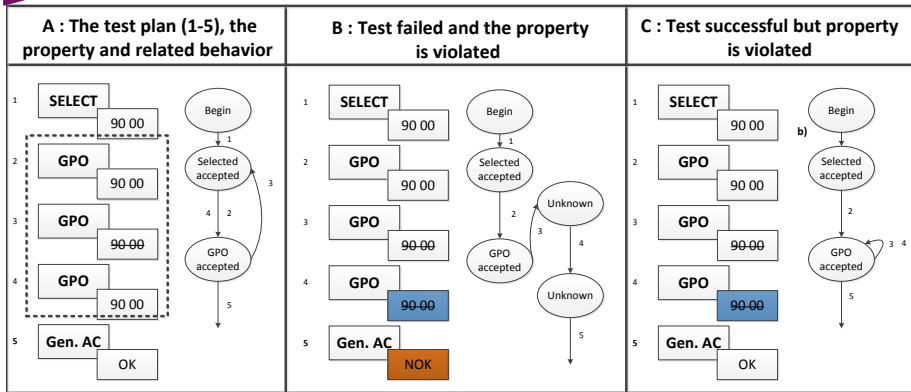 A : The test plan (1-5), the
property and related behavior
B : Test failed and the property
is violated
C : Test successful but property
is violated
1
SELECT
90 00
2
GPO
90 00
3
GPO
90 00
4
GPO
90 00
5
Gen. AC
OK
Begin
1
Selected
accepted
3
4
2
GPO
accepted
5
1
SELECT
90 00
2
GPO
90 00
3
GPO
90 00
4
GPO
90 00
5
Gen. AC
NOK
Begin
1
Selected
accepted
2
Unknown
3
GPO
accepted
4
Unknown
5
1
SELECT
90 00
2
GPO
90 00
3
GPO
90 00
4
GPO
90 00
5
Gen. AC
OK
b)
Begin
Selected
accepted
2
GPO
accepted
3
4
5